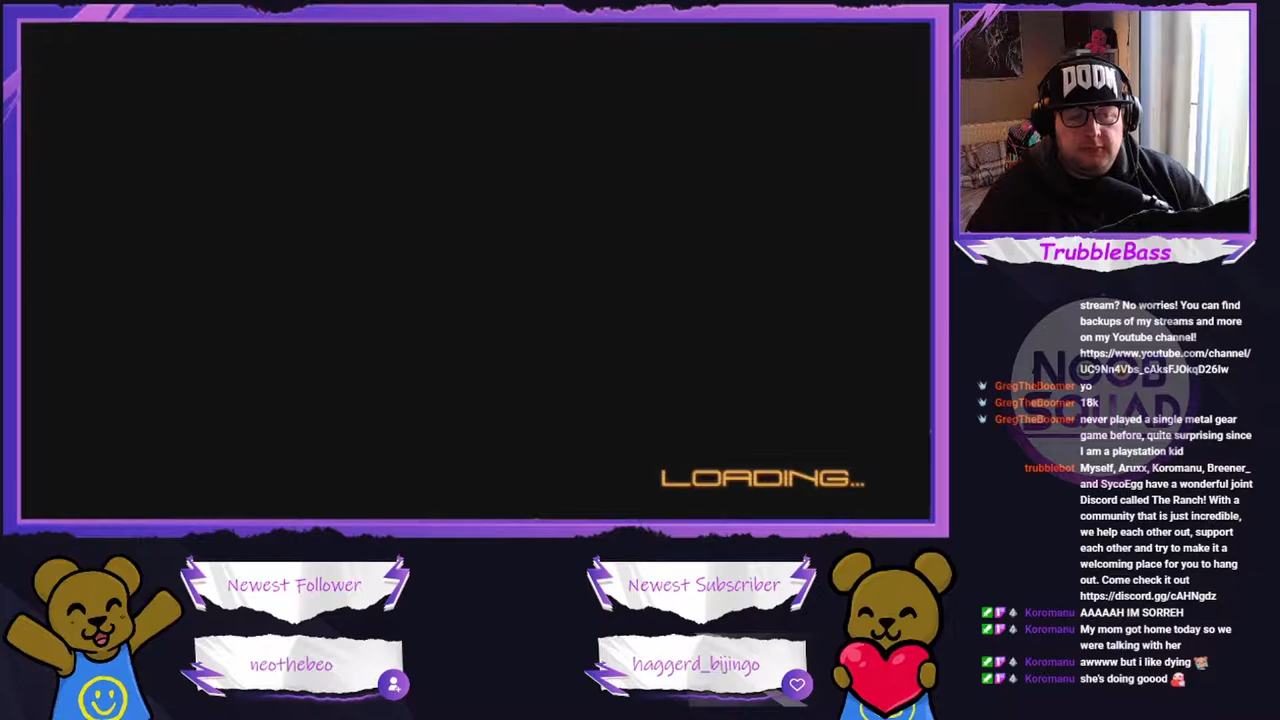 LOADING...
DOOM
TrubbleBass
NOOB
SQUAD
stream? No worries! You can find
backups of my streams and more
on my Youtube channel!
https://www.youtube.com/channel/
UC9Nn4Vbs_cAksFJOkqD26Iw
GregTheBoomer yo
GregTheBoomer 18k
GregTheBoomer never played a single metal gear
game before, quite surprising since
I am a playstation kid
trubblebot Myself, Aruxx, Koromanu, Breener_
and SycoEgg have a wonderful joint
Discord called The Ranch! With a
community that is just incredible,
we help each other out, support
each other and try to make it a
welcoming place for you to hang
out. Come check it out
https://discord.gg/cAHNgdz
Koromanu AAAAAH IM SORREH
Koromanu My mom got home today so we
were talking with her
Koromanu awwww but i like dying
Koromanu she's doing goood
Newest Follower
neothebeo
Newest Subscriber
haggerd_bijingo